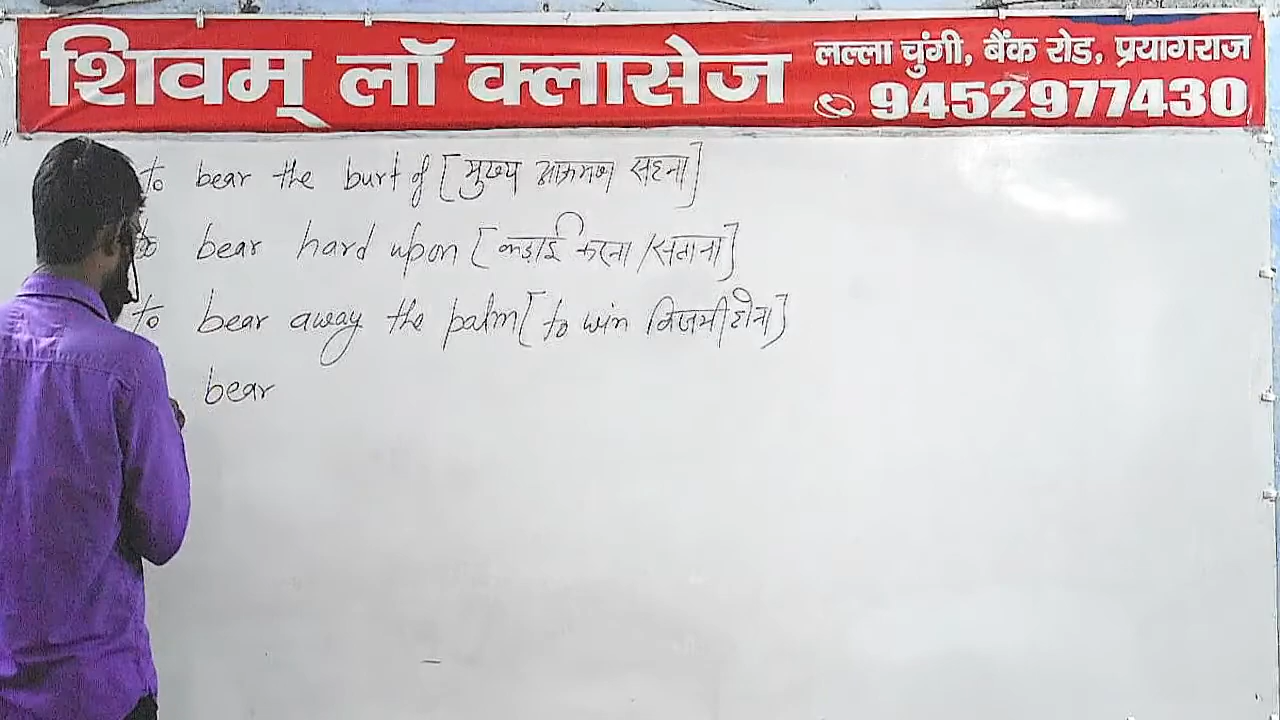 शिवम् लॉ क्लासेज
लल्ला चुंगी, बैंक रोड, प्रयागराज
9452977430
to bear the burt of [मुख्य आक्रमण सहना]
to bear hard upon [कड़ाई करना/सताना]
to bear away the palm [to win विजयी होना]
bear